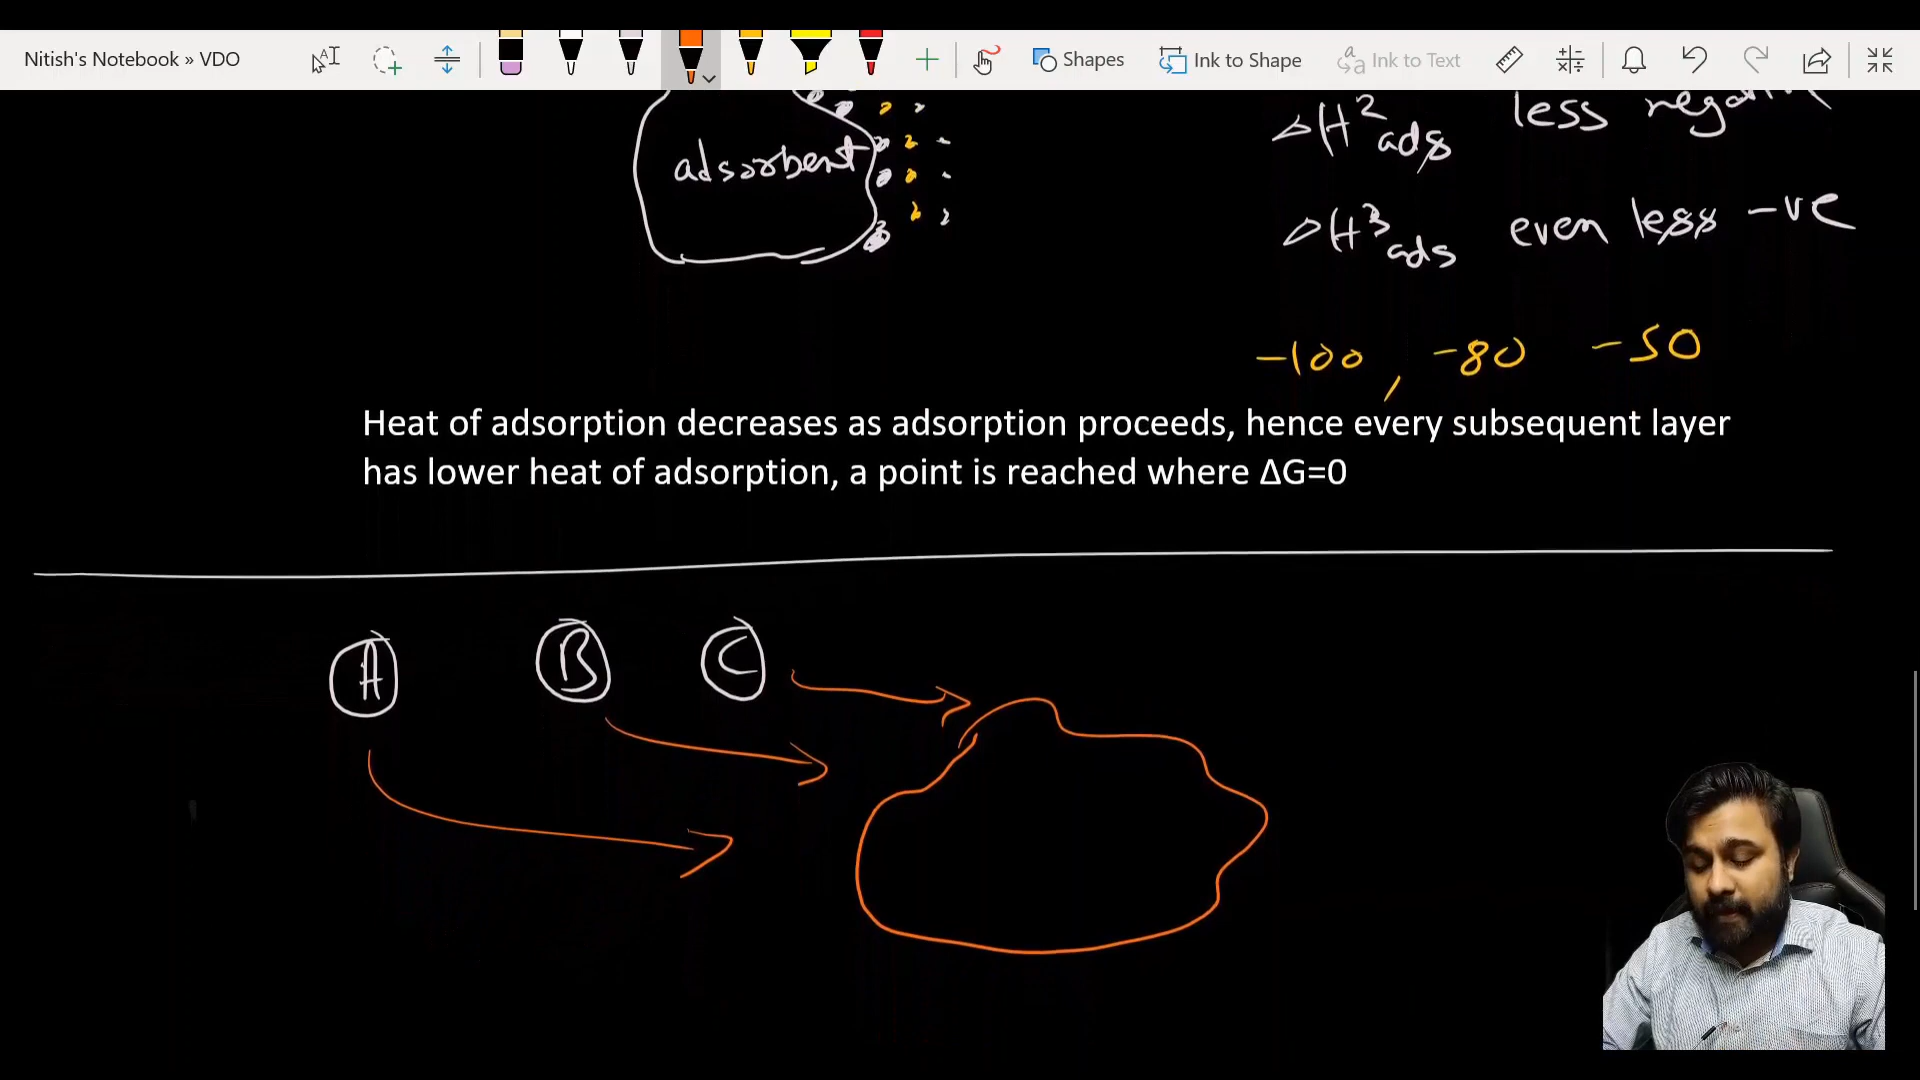 Nitish's Notebook » VDO
Shapes
Ink to Shape
Ink to Text
adsorbent
ΔH²ads less
ΔH³ads even less -ve
-100, -80 -50
Heat of adsorption decreases as adsorption proceeds, hence every subsequent layer
has lower heat of adsorption, a point is reached where ΔG=0
A B C